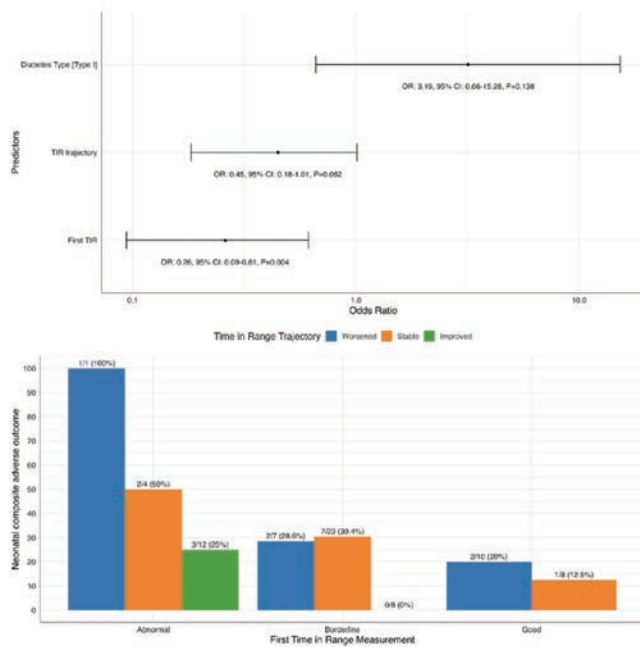 Diabetes Type [Type I]
OR: 3.19, 95% CI: 0.66-15.28, P=0.138
TIR trajectory
OR: 0.45, 95% CI: 0.18-1.01, P=0.062
First TIR
OR: 0.26, 95% CI: 0.09-0.61, P=0.004
Predictors
0.1 1.0 10.0
Odds Ratio
Time in Range Trajectory Worsened Stable Improved
Neonatal composite adverse outcome
100
90
80
70
60
50
40
30
20
10
0
1/1 (100%)
2/4 (50%)
3/12 (25%)
2/7 (28.6%)
7/23 (30.4%)
0/8 (0%)
2/10 (20%)
1/8 (12.5%)
Abnormal Borderline Good
First Time in Range Measurement